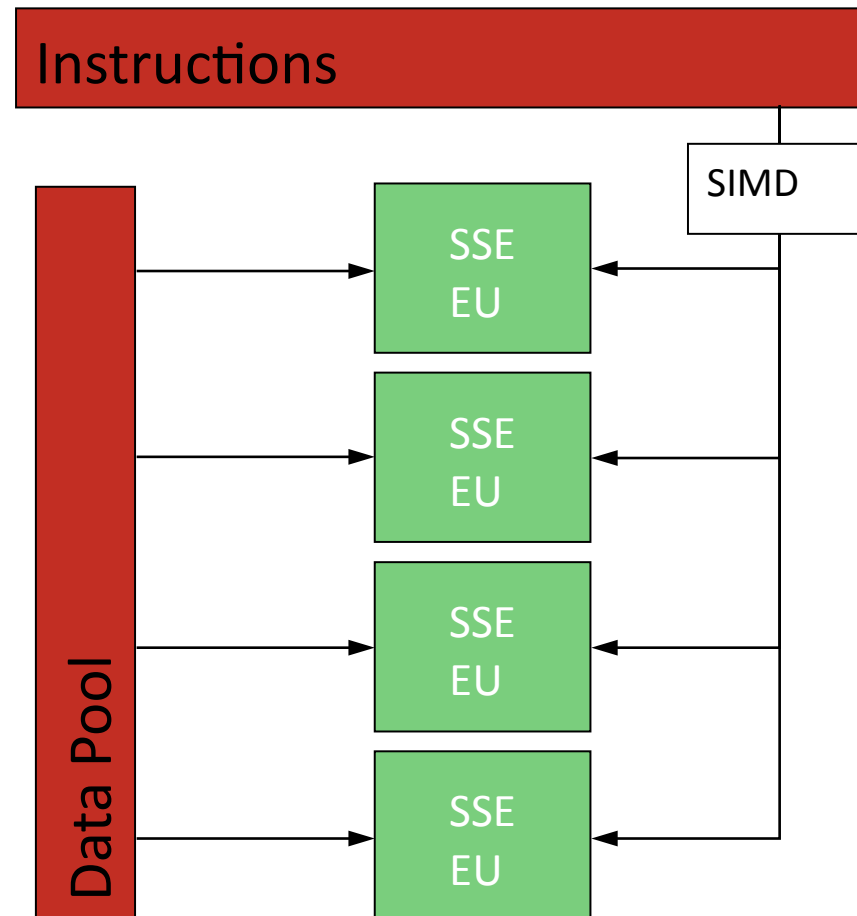 Instructions
SIMD
SSE
EU
SSE
EU
SSE
EU
SSE
EU
Data Pool